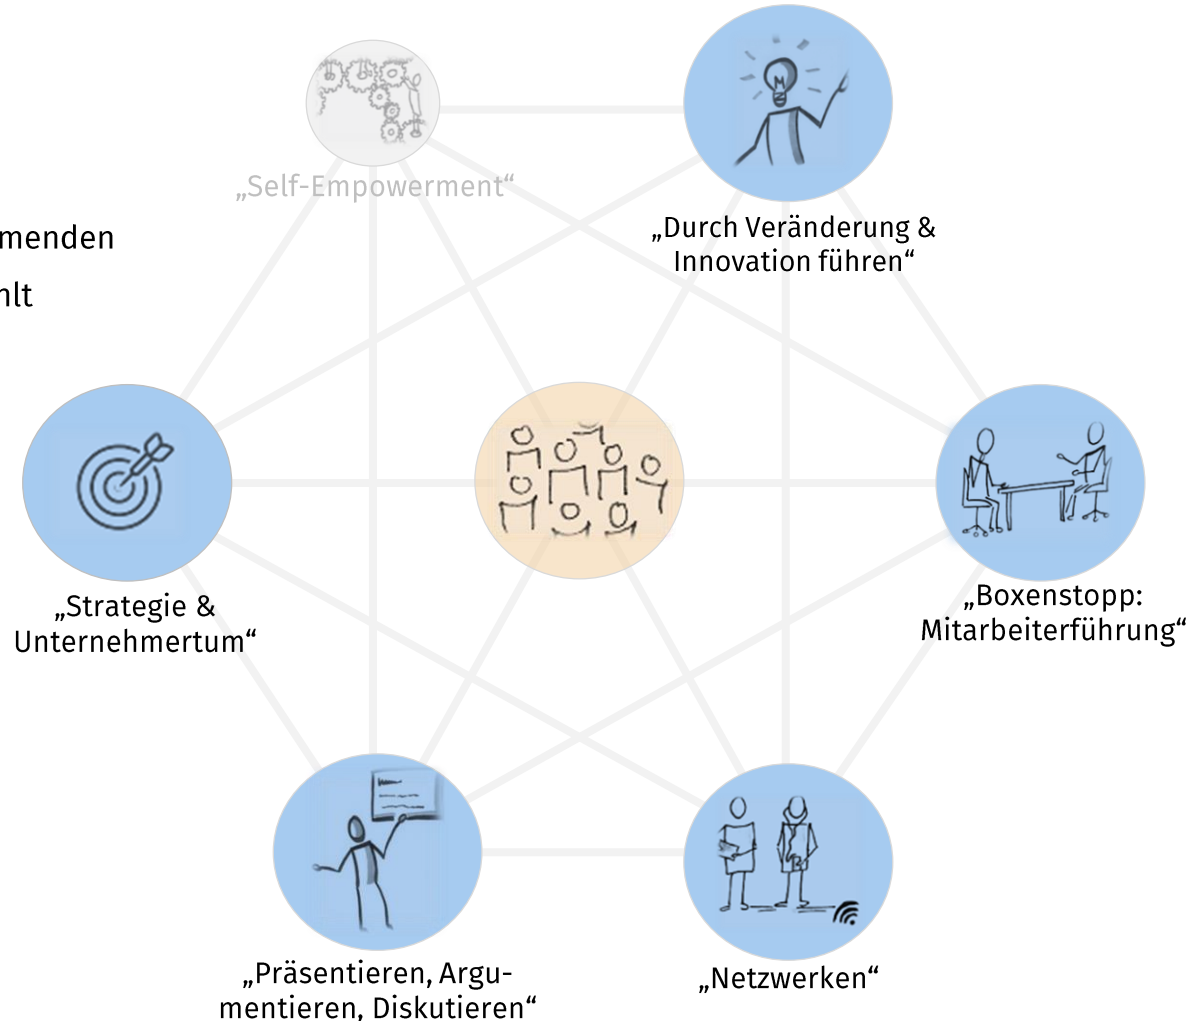 „Self-Empowerment“
„Durch Veränderung &
Innovation führen“
menden
hlt
„Strategie &
Unternehmertum“
„Boxenstopp:
Mitarbeiterführung“
„Präsentieren, Argu-
mentieren, Diskutieren“
„Netzwerken“